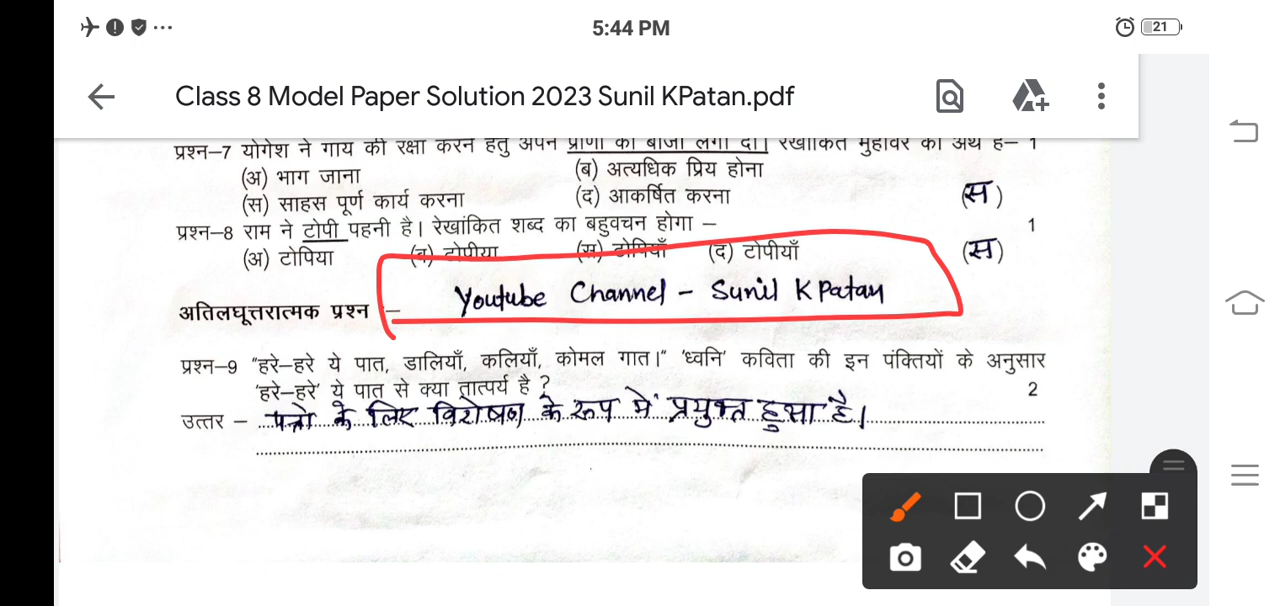 5:44 PM
21
Class 8 Model Paper Solution 2023 Sunil KPatan.pdf
प्रश्न–7 योगेश ने गाय की रक्षा करने हेतु अपने प्राणों की बाजी लगा दी। रेखांकित मुहावरे का अर्थ है– 1
(अ) भाग जाना (ब) अत्यधिक प्रिय होना
(स) साहस पूर्ण कार्य करना (द) आकर्षित करना (स)
प्रश्न–8 राम ने टोपी पहनी है। रेखांकित शब्द का बहुवचन होगा – 1
(अ) टोपिया (ब) टोपीया (स) टोपियाँ (द) टोपीयाँ (स)
Youtube Channel - Sunil K Patan
अतिलघूत्तरात्मक प्रश्न –
प्रश्न–9 "हरे–हरे ये पात, डालियाँ, कलियाँ, कोमल गात।" 'ध्वनि' कविता की इन पंक्तियों के अनुसार
'हरे–हरे' ये पात से क्या तात्पर्य है ? 2
उत्तर – पत्तो के लिए विशेषण के रूप में प्रयुक्त हुआ है।